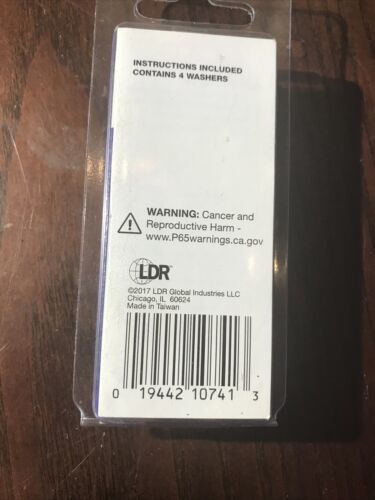 INSTRUCTIONS INCLUDED
CONTAINS 4 WASHERS
WARNING: Cancer and
Reproductive Harm -
www.P65warnings.ca.gov
LDR
©2017 LDR Global Industries LLC
Chicago, IL 60624
Made in Taiwan
0 19442 10741 3